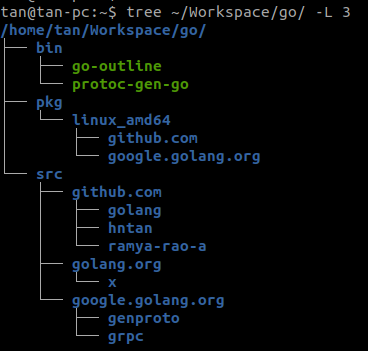 tan@tan-pc:~$ tree ~/Workspace/go/ -L 3
/home/tan/Workspace/go/
├── bin
│   ├── go-outline
│   └── protoc-gen-go
├── pkg
│   └── linux_amd64
│       ├── github.com
│       └── google.golang.org
└── src
    ├── github.com
    │   ├── golang
    │   ├── hntan
    │   └── ramya-rao-a
    ├── golang.org
    │   └── x
    └── google.golang.org
        ├── genproto
        └── grpc